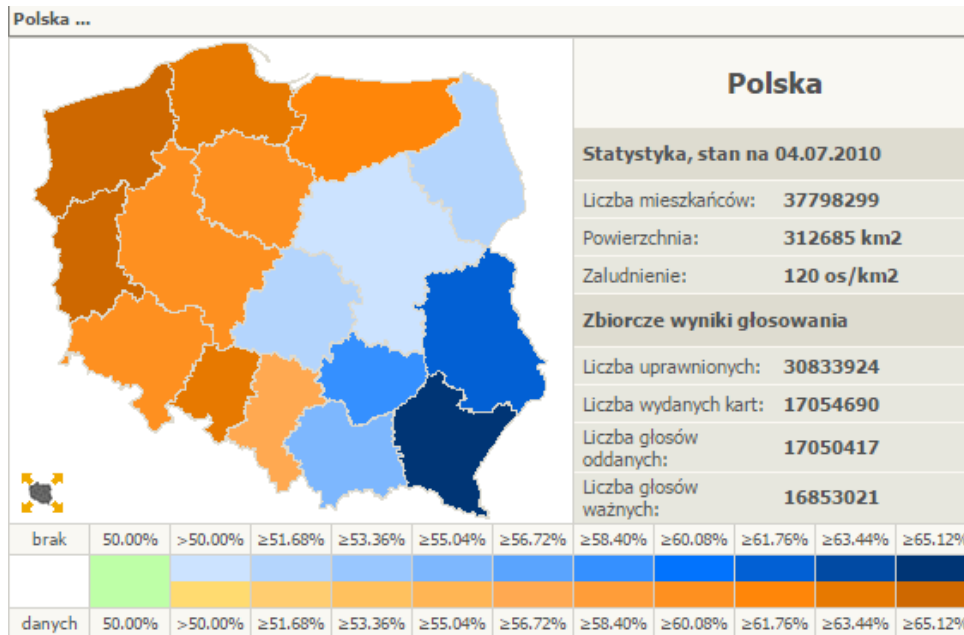 Polska ...
Polska
Statystyka, stan na 04.07.2010
Liczba mieszkańców: 37798299
Powierzchnia: 312685 km2
Zaludnienie: 120 os/km2
Zbiorcze wyniki głosowania
Liczba uprawnionych: 30833924
Liczba wydanych kart: 17054690
Liczba głosów
oddanych: 17050417
Liczba głosów
ważnych: 16853021
brak 50.00% >50.00% ≥51.68% ≥53.36% ≥55.04% ≥56.72% ≥58.40% ≥60.08% ≥61.76% ≥63.44% ≥65.12%
danych 50.00% >50.00% ≥51.68% ≥53.36% ≥55.04% ≥56.72% ≥58.40% ≥60.08% ≥61.76% ≥63.44% ≥65.12%